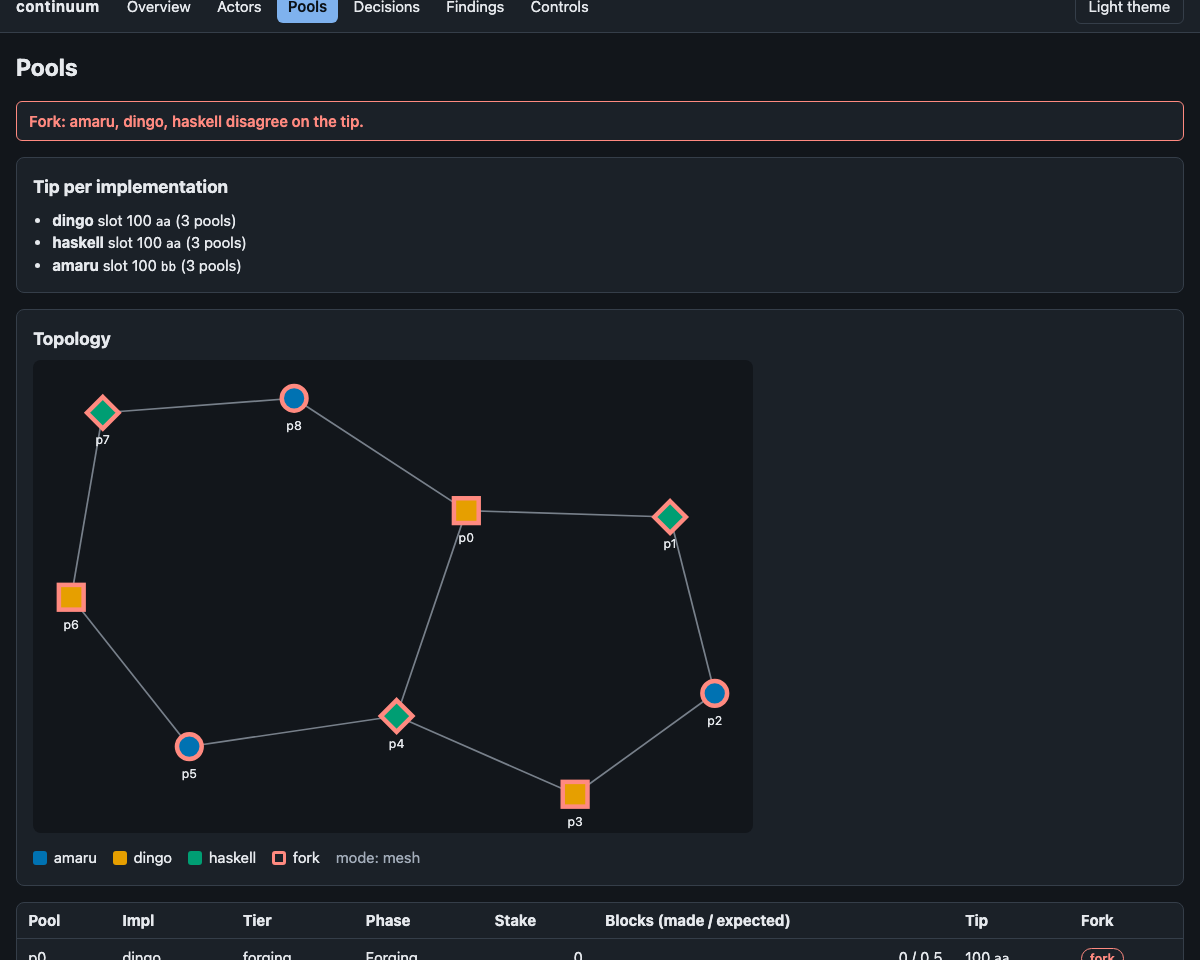 continuum Overview Actors Pools Decisions Findings Controls Light theme
Pools
Fork: amaru, dingo, haskell disagree on the tip.
Tip per implementation
• dingo slot 100 aa (3 pools)
• haskell slot 100 aa (3 pools)
• amaru slot 100 bb (3 pools)
Topology
p7
p8
p0
p1
p6
p2
p4
p5
p3
amaru dingo haskell fork mode: mesh
Pool Impl Tier Phase Stake Blocks (made / expected) Tip Fork
p0 dingo forging Forging 0 0 / 0.5 100 aa fork